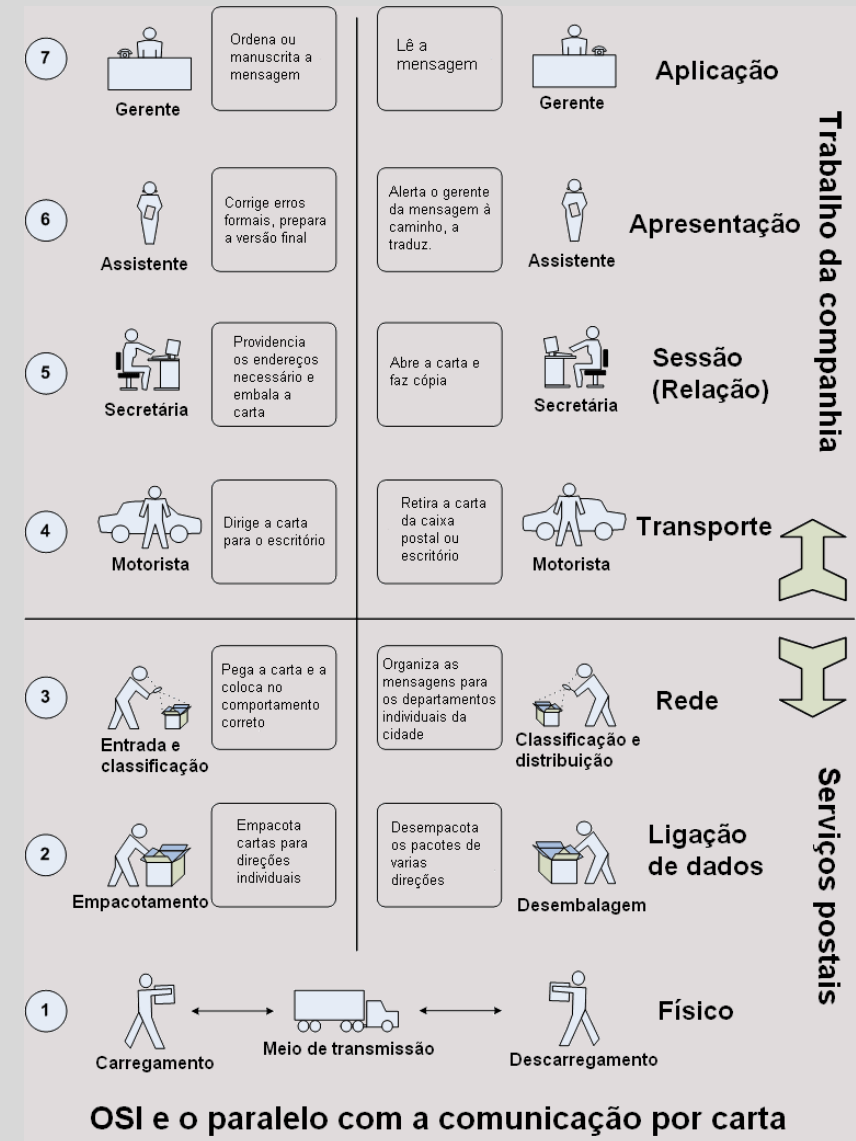 7
Gerente
Ordena ou
manuscrita a
mensagem
Lê a
mensagem
Gerente
Aplicação
6
Assistente
Corrige erros
formais, prepara
a versão final
Alerta o gerente
da mensagem à
caminho, a
traduz.
Assistente
Apresentação
5
Secretária
Providencia
os endereços
necessário e
embala a
carta
Abre a carta e
faz cópia
Secretária
Sessão
(Relação)
4
Motorista
Dirige a carta
para o escritório
Retira a carta
da caixa
postal ou
escritório
Motorista
Transporte
Trabalho da companhia
3
Entrada e
classificação
Pega a carta e a
coloca no
comportamento
correto
Organiza as
mensagens para
os departamentos
individuais da
cidade
Classificação e
distribuição
Rede
2
Empacotamento
Empacota
cartas para
direções
individuais
Desempacota
os pacotes de
varias
direções
Desembalagem
Ligação
de dados
1
Carregamento
Meio de transmissão
Descarregamento
Físico
Serviços postais
OSI e o paralelo com a comunicação por carta